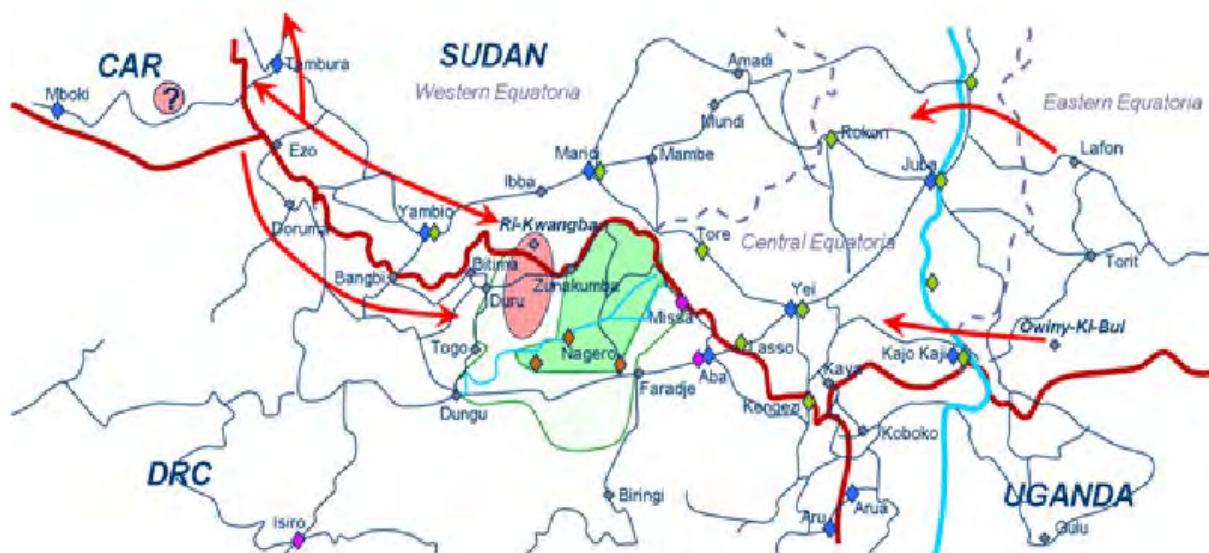 CAR
SUDAN
Tambura
Amadi
Mboki
?
Western Equatoria
Eastern Equatoria
Mundi
Rokon
Ezo
Maridi
Mambe
Juba
Lafon
Ibba
Yambio
Doruma
Ri-Kwangba
Tore
Central Equatoria
Bangbi
Bitima
Zunakumba
Torit
Duru
Yei
Missa
Owiny-Ki-Bul
Togo
Nagero
Lasso
Kajo Kaji
Aba
Kaya
Faradje
Dungu
Kengezi
Koboko
DRC
Biringi
UGANDA
Isiro
Aru
Arua
Gulu